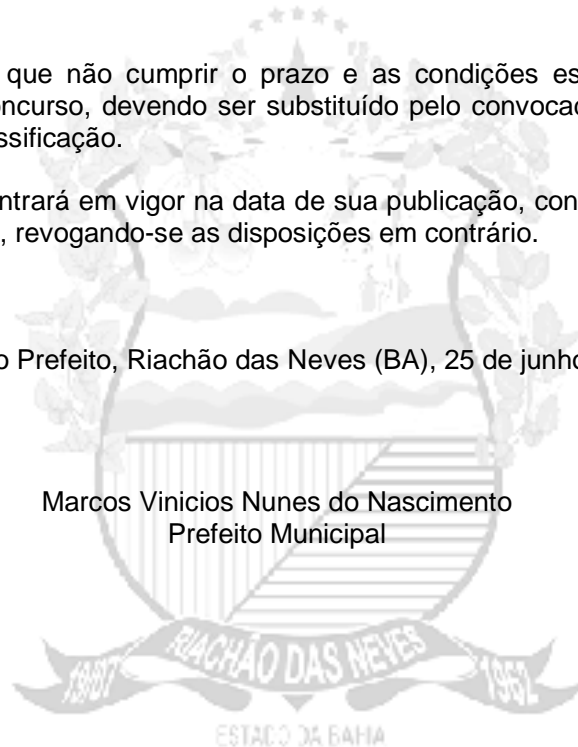 que não cumprir o prazo e as condições es
oncurso, devendo ser substituído pelo convocad
ssificação.
ntrará em vigor na data de sua publicação, con
, revogando-se as disposições em contrário.
o Prefeito, Riachão das Neves (BA), 25 de junho
Marcos Vinicios Nunes do Nascimento
Prefeito Municipal
RIACHÃO DAS NEVES
1962
ESTADO DA BAHIA